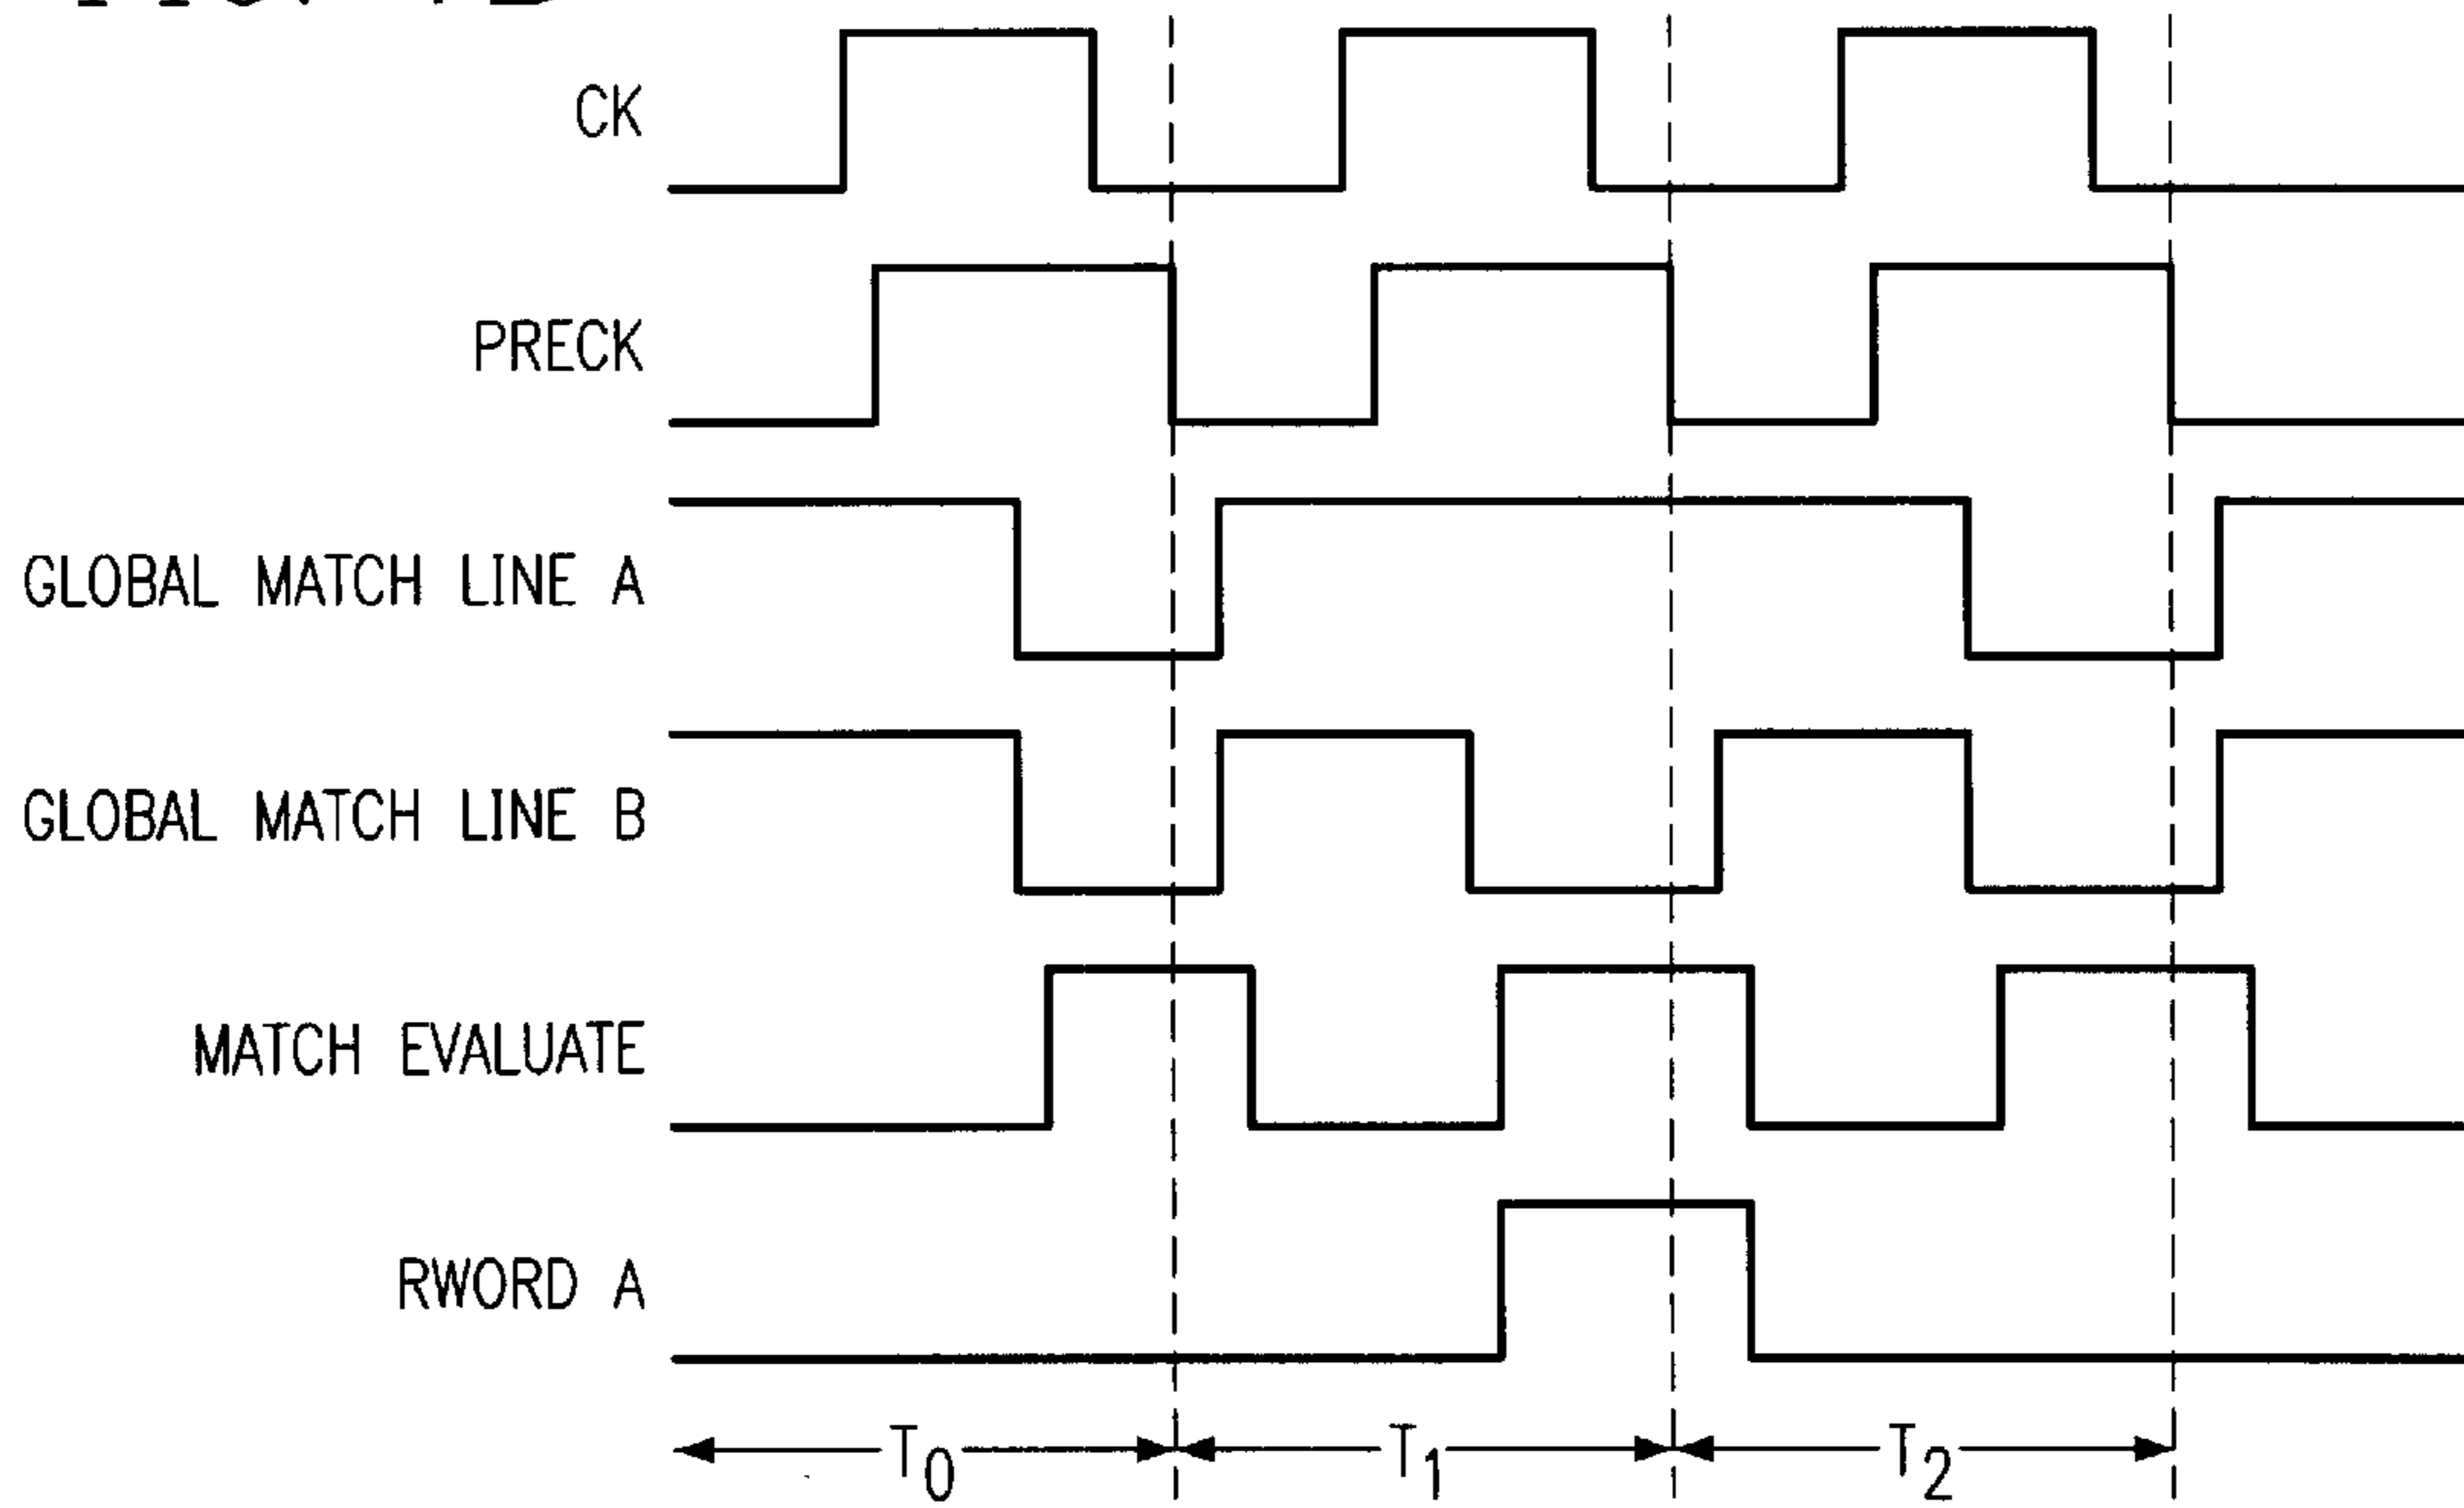 CK
PRECK
GLOBAL MATCH LINE A
GLOBAL MATCH LINE B
MATCH EVALUATE
RWORD A
T0 T1 T2